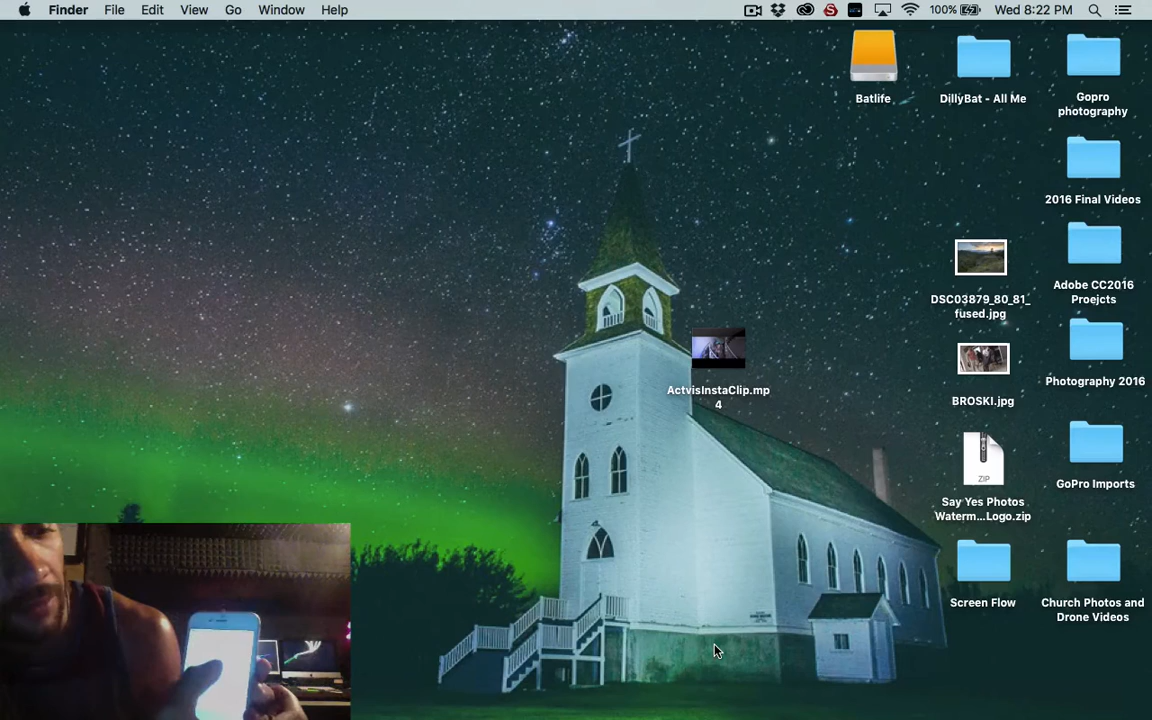 Finder File Edit View Go Window Help 100% Wed 8:22 PM
Batlife
DillyBat - All Me
Gopro
photography
2016 Final Videos
DSC03879_80_81_
fused.jpg
Adobe CC2016
Proejcts
ActvisInstaClip.mp
4
BROSKI.jpg
Photography 2016
ZIP
Say Yes Photos
Waterm...Logo.zip
GoPro Imports
Screen Flow
Church Photos and
Drone Videos